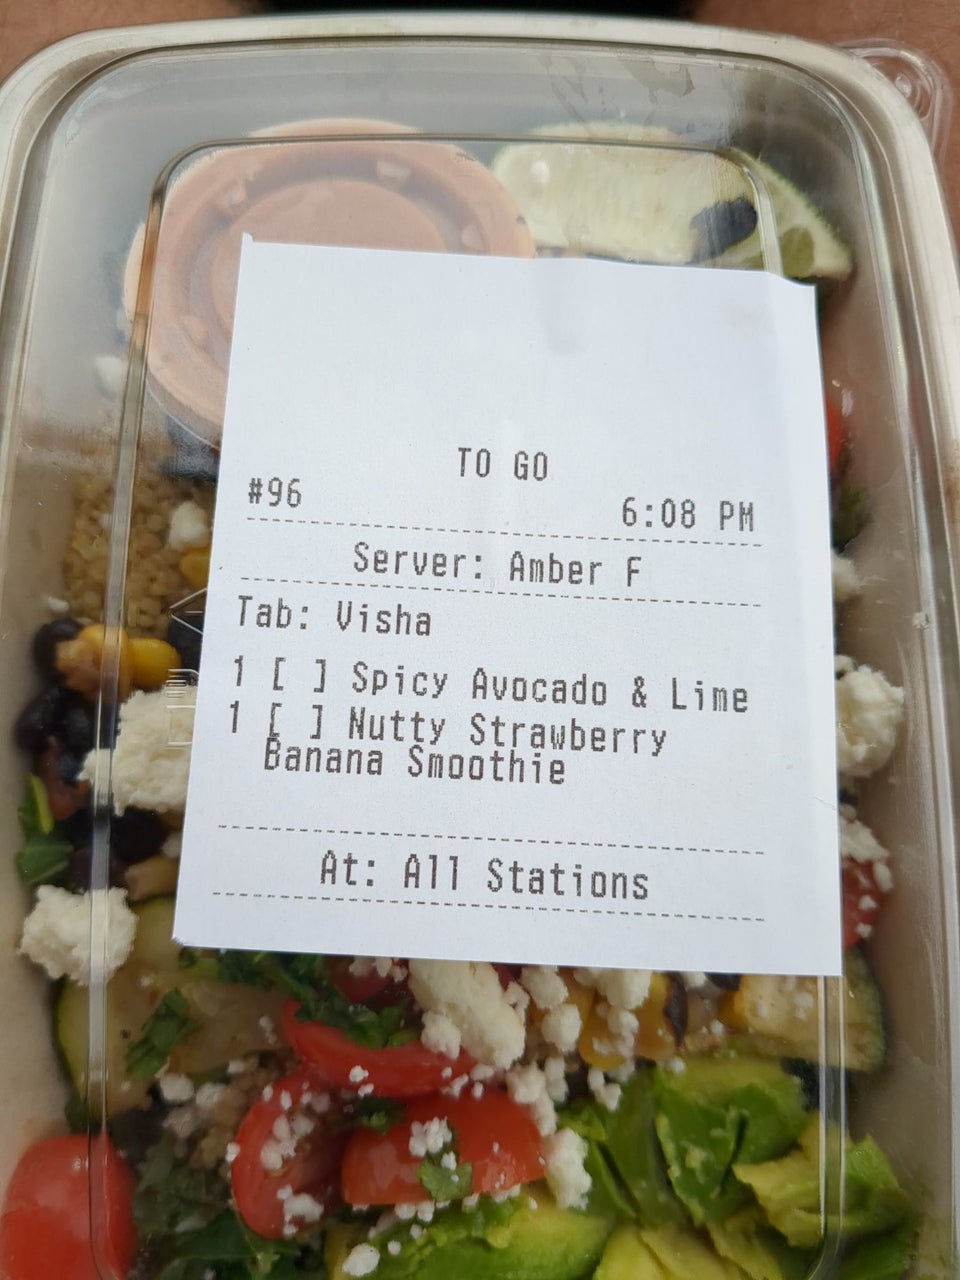 TO GO
#96 6:08 PM
Server: Amber F
Tab: Visha
1 [ ] Spicy Avocado & Lime
1 [ ] Nutty Strawberry
Banana Smoothie
At: All Stations